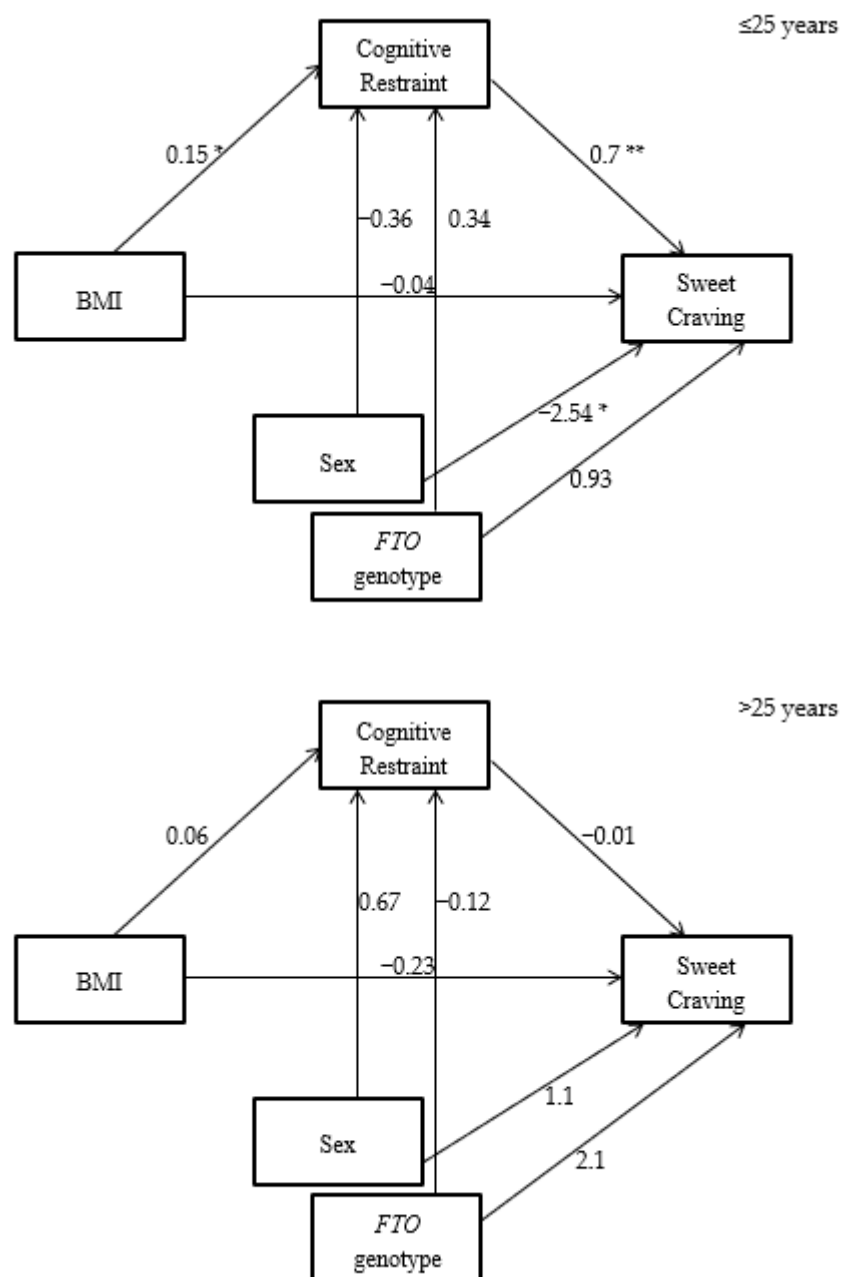 ≤25 years
Cognitive
Restraint
0.15 *
0.7 **
−0.36
0.34
BMI
−0.04
Sweet
Craving
−2.54 *
Sex
0.93
FTO
genotype
>25 years
Cognitive
Restraint
0.06
−0.01
0.67
−0.12
BMI
−0.23
Sweet
Craving
1.1
Sex
2.1
FTO
genotype